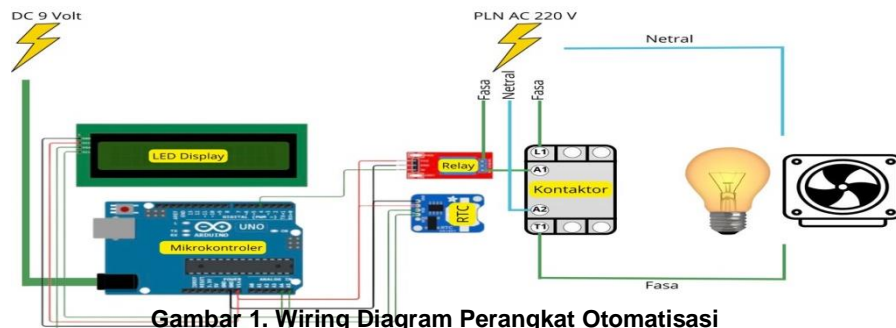 DC 9 Volt
PLN AC 220 V
Netral
Fasa
Netral
Fasa
LED Display
Relay
L1
A1
Kontaktor
RTC
A2
T1
UNO
ARDUINO
Mikrokontroler
Fasa
Gambar 1. Wiring Diagram Perangkat Otomatisasi